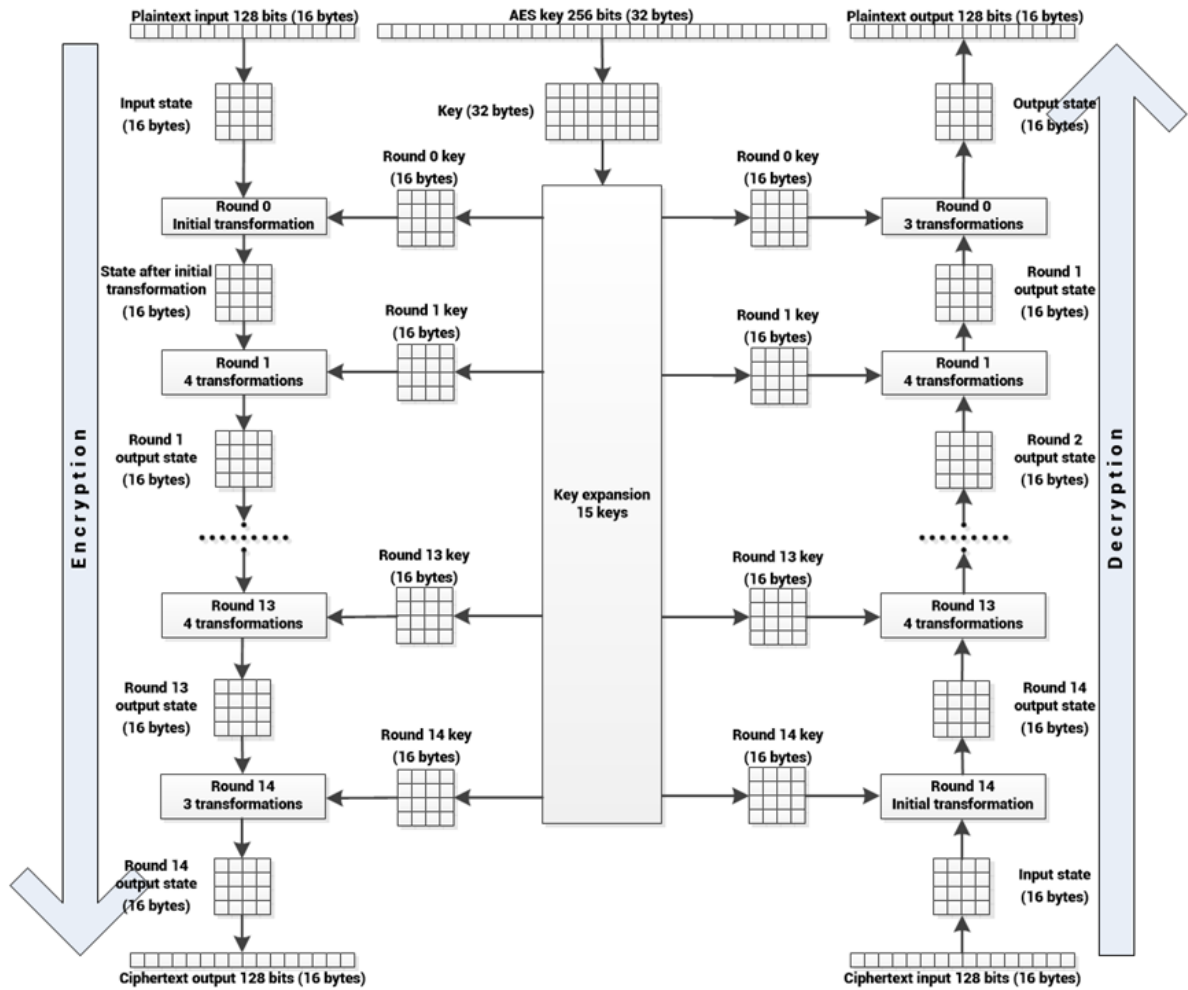 Plaintext input 128 bits (16 bytes)
AES key 256 bits (32 bytes)
Plaintext output 128 bits (16 bytes)
Input state
(16 bytes)
Key (32 bytes)
Output state
(16 bytes)
Round 0 key
(16 bytes)
Round 0 key
(16 bytes)
Round 0
Initial transformation
Round 0
3 transformations
State after initial
transformation
(16 bytes)
Round 1
output state
(16 bytes)
Round 1 key
(16 bytes)
Round 1 key
(16 bytes)
Round 1
4 transformations
Round 1
4 transformations
Round 1
output state
(16 bytes)
Round 2
output state
(16 bytes)
Encryption
Key expansion
15 keys
Decryption
Round 13 key
(16 bytes)
Round 13 key
(16 bytes)
Round 13
4 transformations
Round 13
4 transformations
Round 13
output state
(16 bytes)
Round 14
output state
(16 bytes)
Round 14 key
(16 bytes)
Round 14 key
(16 bytes)
Round 14
3 transformations
Round 14
Initial transformation
Round 14
output state
(16 bytes)
Input state
(16 bytes)
Ciphertext output 128 bits (16 bytes)
Ciphertext input 128 bits (16 bytes)